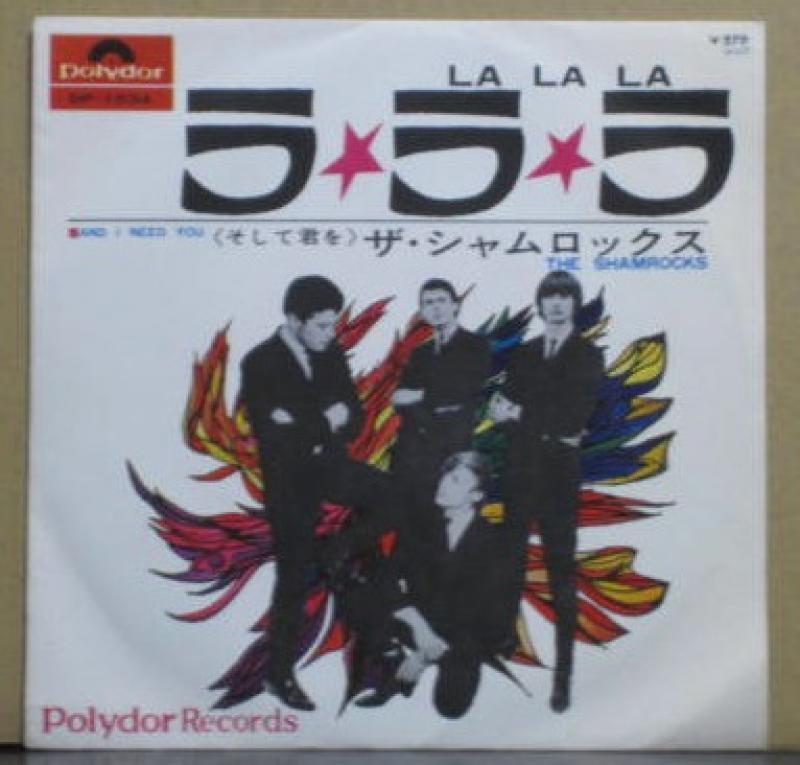 Polydor
LA LA LA
ラ★ラ★ラ
AND I NEED YOU 〈そして君を〉 ザ・シャムロックス
THE SHAMROCKS
Polydor Records